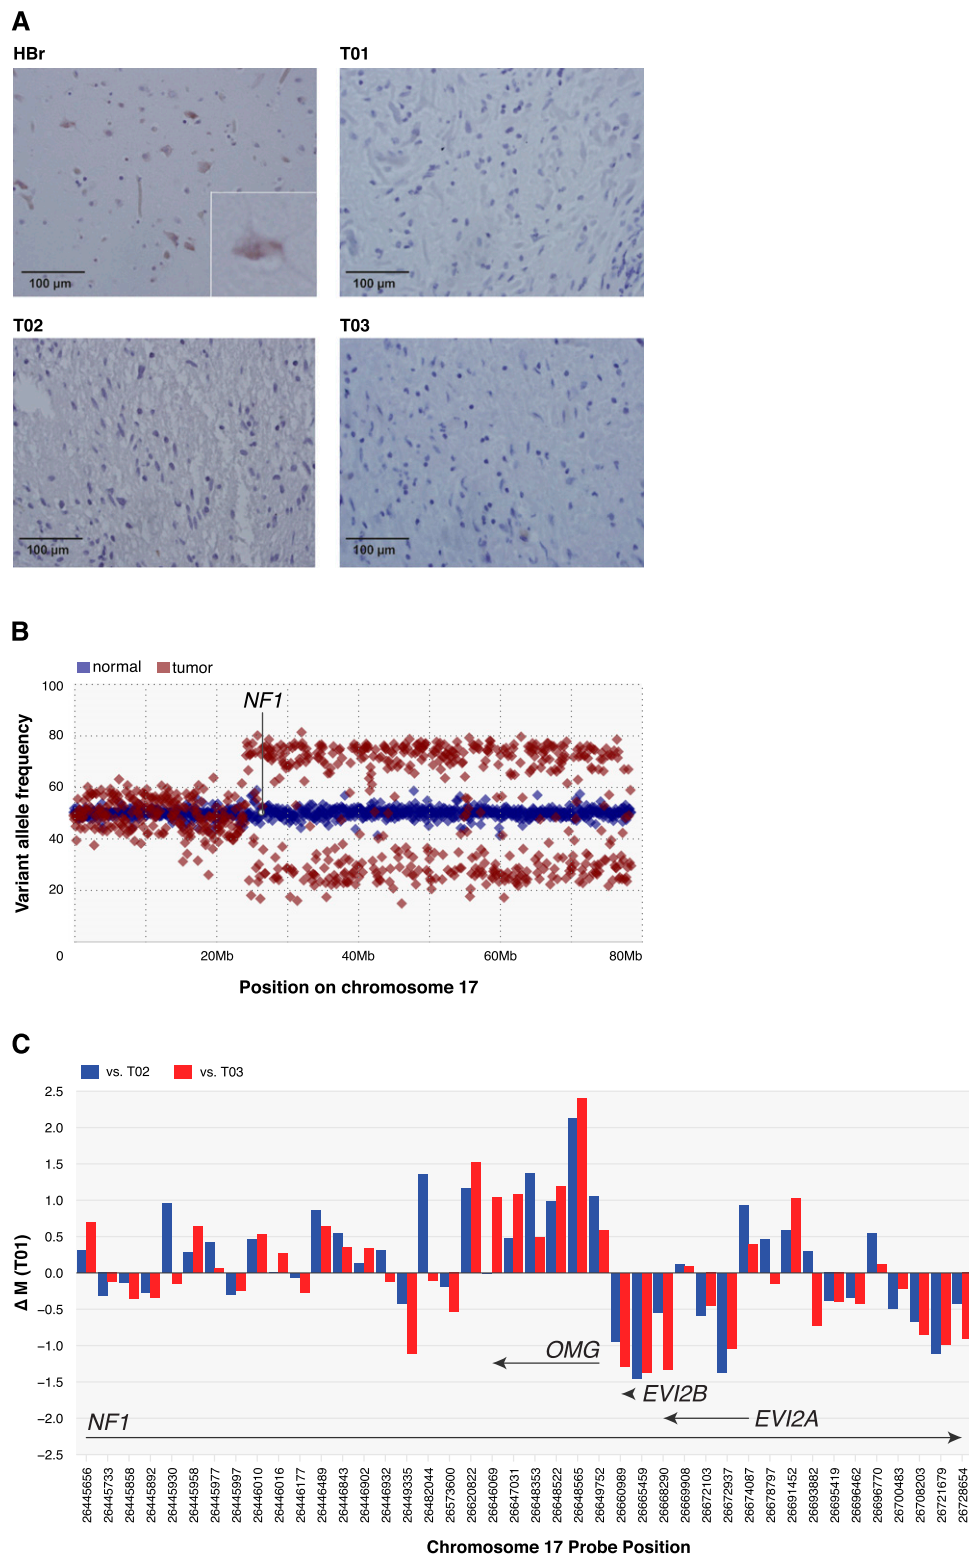 A
HBr
T01
100 µm
100 µm
T02
T03
100 µm
100 µm
B
normal
tumor
NF1
Variant allele frequency
100
80
60
40
20
0
20Mb
40Mb
60Mb
80Mb
Position on chromosome 17
C
vs. T02
vs. T03
Δ M (T01)
2.5
2.0
1.5
1.0
0.5
0.0
−0.5
−1.0
−1.5
−2.0
−2.5
OMG
EVI2B
EVI2A
NF1
26445656
26445733
26445858
26445892
26445930
26445958
26445977
26445997
26446010
26446016
26446177
26446489
26446843
26446902
26446932
26449335
26482044
26573600
26620822
26646069
26647031
26648353
26648522
26648565
26649752
26660989
26665459
26668290
26669908
26672103
26672937
26674087
26678797
26691452
26693882
26695419
26696462
26696770
26700483
26708203
26721679
26728654
Chromosome 17 Probe Position